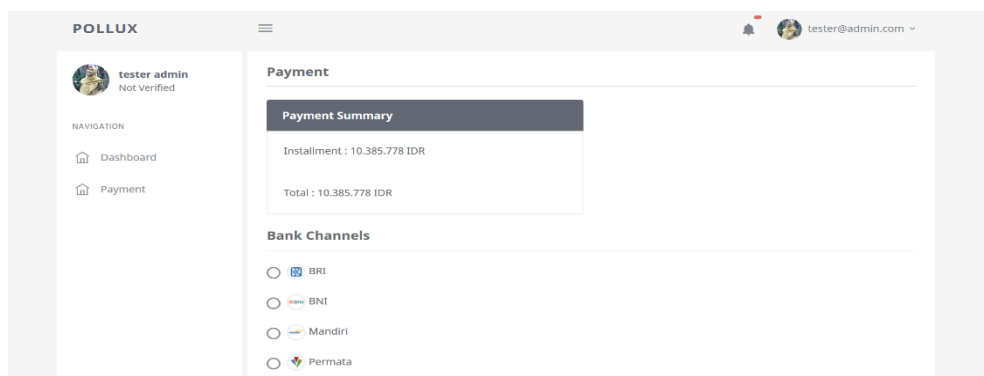 POLLUX
tester@admin.com
tester admin
Not Verified
NAVIGATION
Dashboard
Payment
Payment
Payment Summary
Installment : 10.385.778 IDR
Total : 10.385.778 IDR
Bank Channels
BRI
BNI
Mandiri
Permata